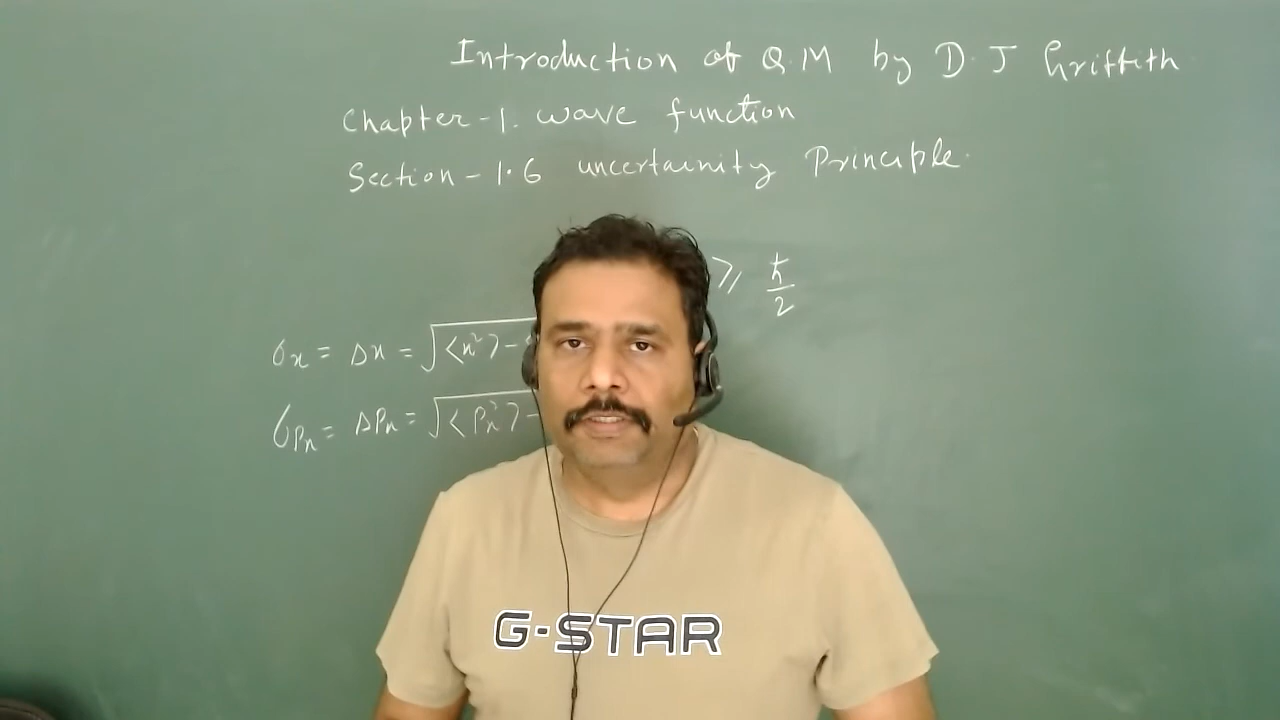 Introduction of Q.M by D.J Griffith
Chapter-1. wave function
Section-1.6 uncertainity Principle.
≥ ℏ/2
σx = Δx = √<x²>-
σPx = ΔPx = √<Px²>-
G-STAR